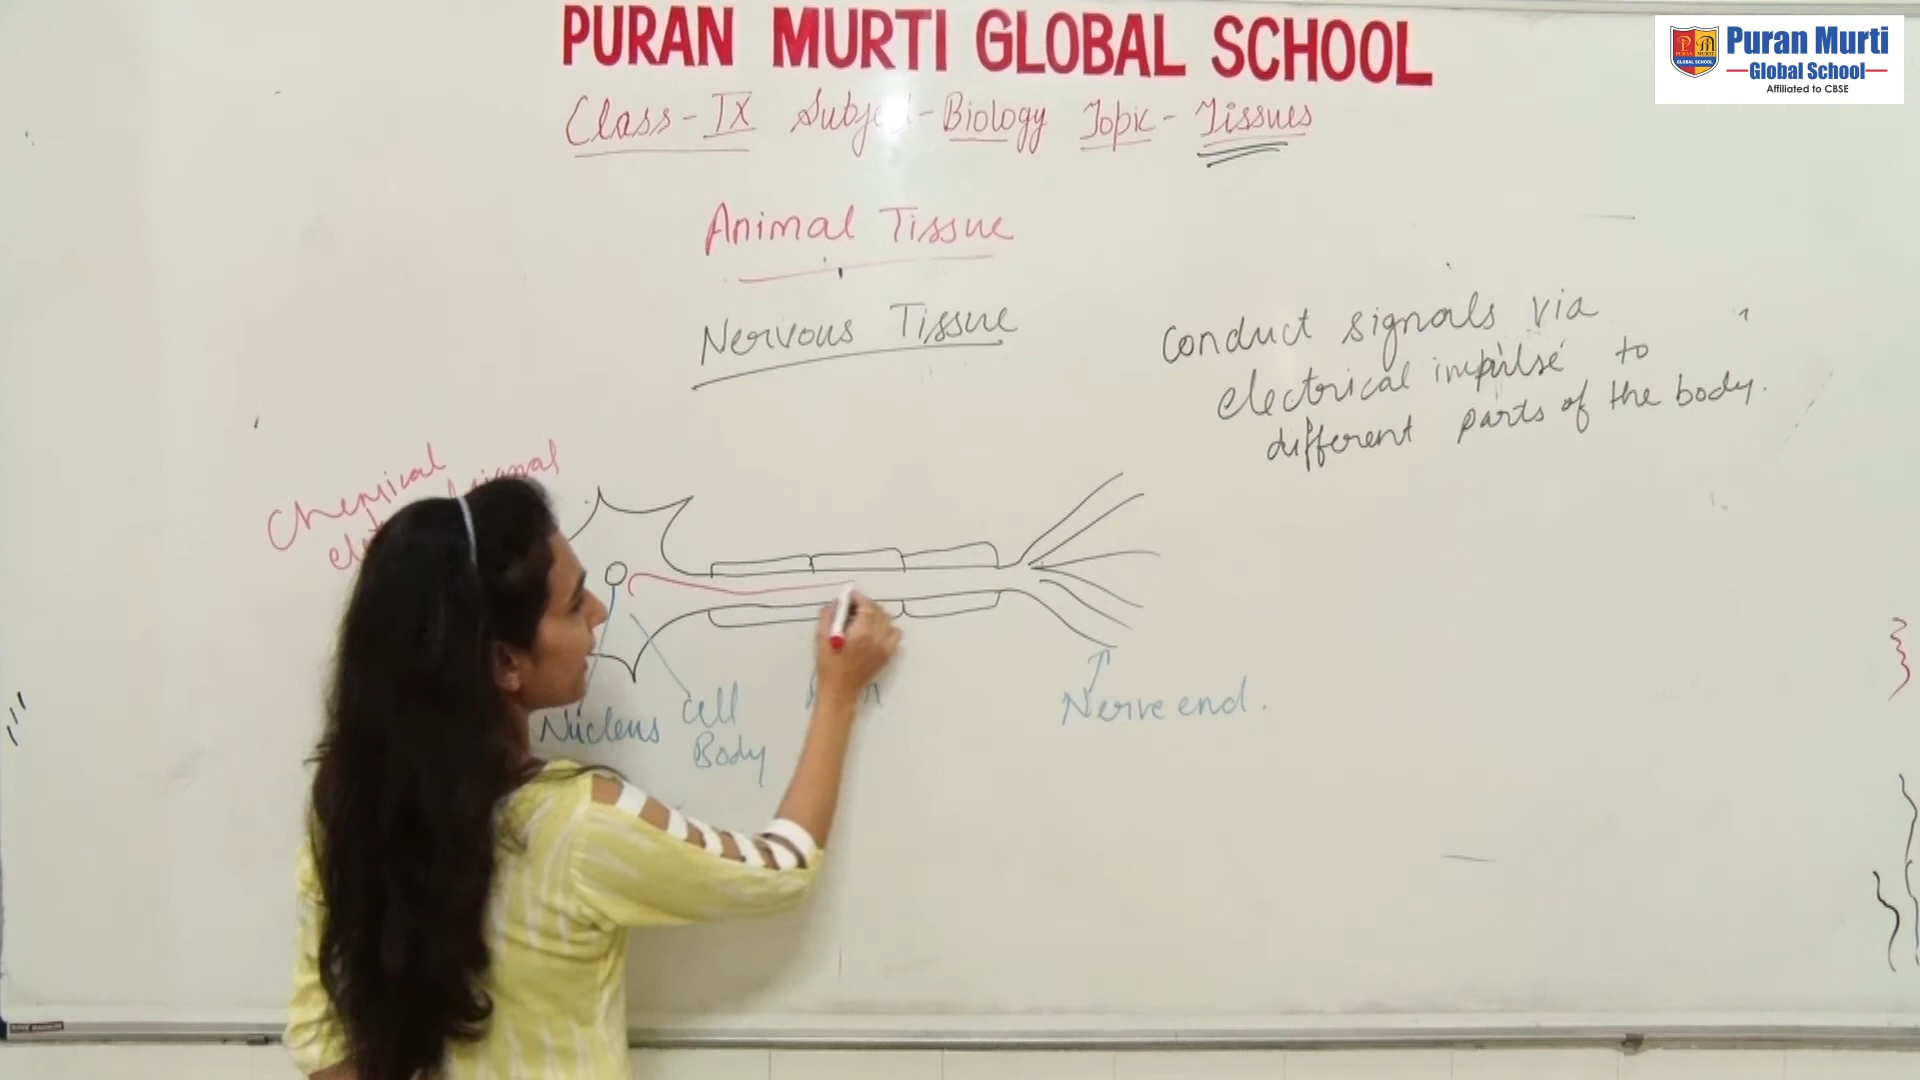 PURAN MURTI GLOBAL SCHOOL
Puran Murti
Global School
Affiliated to CBSE
Class-IX Subject-Biology Topic-Tissues
Animal Tissue
Nervous Tissue
conduct signals via
electrical impulse to
different parts of the body.
Chemical
signal
Nucleus
Cell
Body
Nerve end.